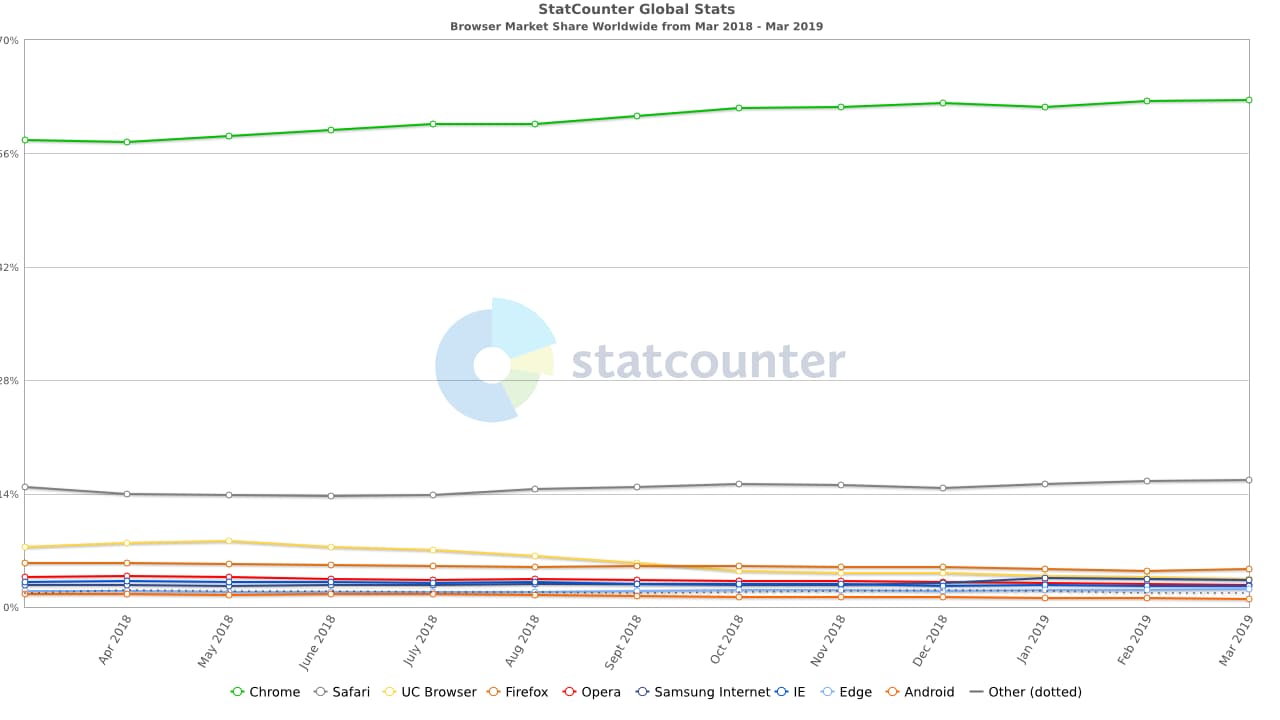 StatCounter Global Stats
Browser Market Share Worldwide from Mar 2018 - Mar 2019
70%
56%
42%
28%
14%
0%
statcounter
Apr 2018
May 2018
June 2018
July 2018
Aug 2018
Sept 2018
Oct 2018
Nov 2018
Dec 2018
Jan 2019
Feb 2019
Mar 2019
Chrome Safari UC Browser Firefox Opera Samsung Internet IE Edge Android Other (dotted)